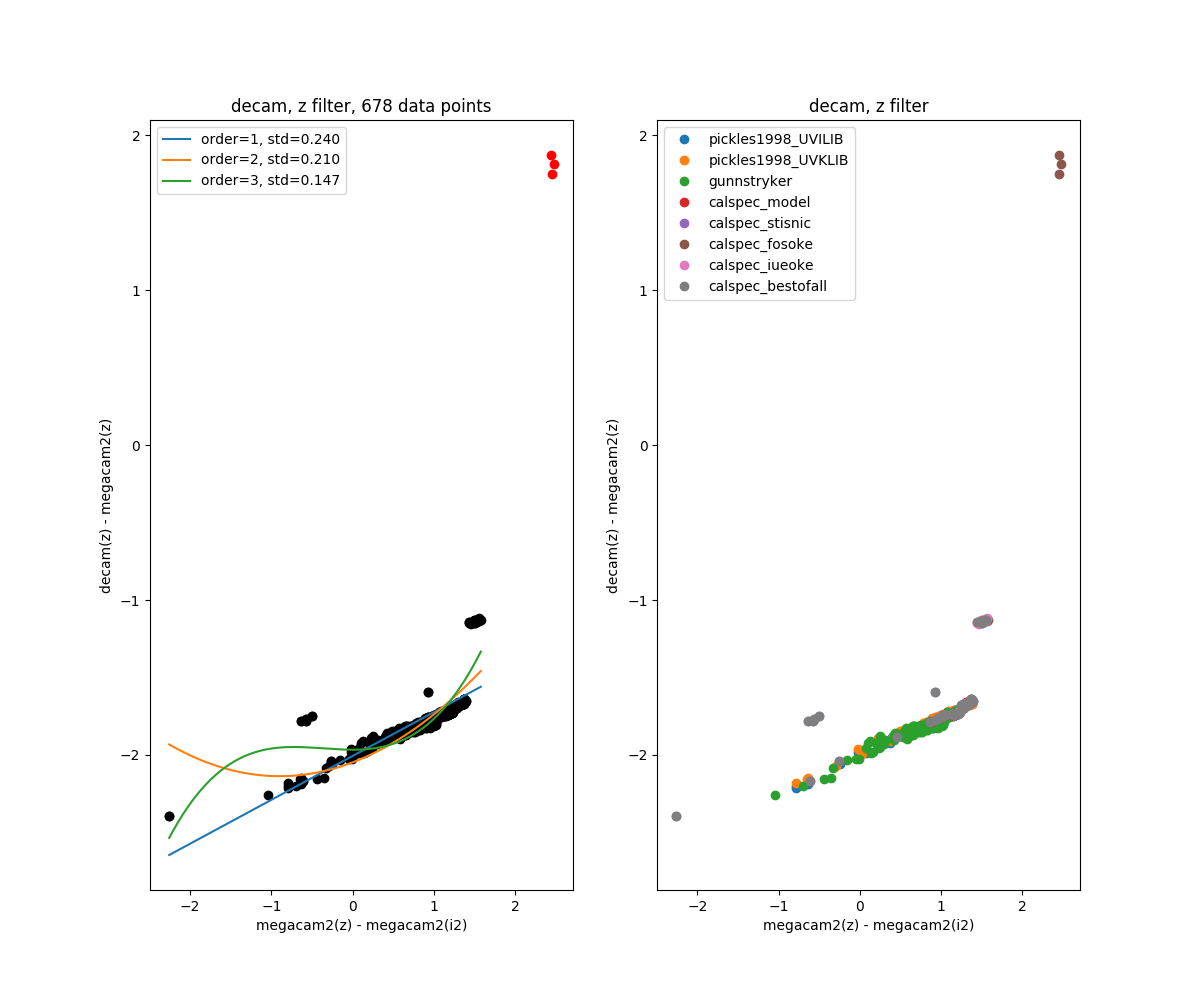 decam, z filter, 678 data points
order=1, std=0.240
order=2, std=0.210
order=3, std=0.147
2
1
0
−1
−2
decam(z) - megacam2(z)
−2
−1
0
1
2
megacam2(z) - megacam2(i2)
decam, z filter
pickles1998_UVILIB
pickles1998_UVKLIB
gunnstryker
calspec_model
calspec_stisnic
calspec_fosoke
calspec_iueoke
calspec_bestofall
2
1
0
−1
−2
decam(z) - megacam2(z)
−2
−1
0
1
2
megacam2(z) - megacam2(i2)